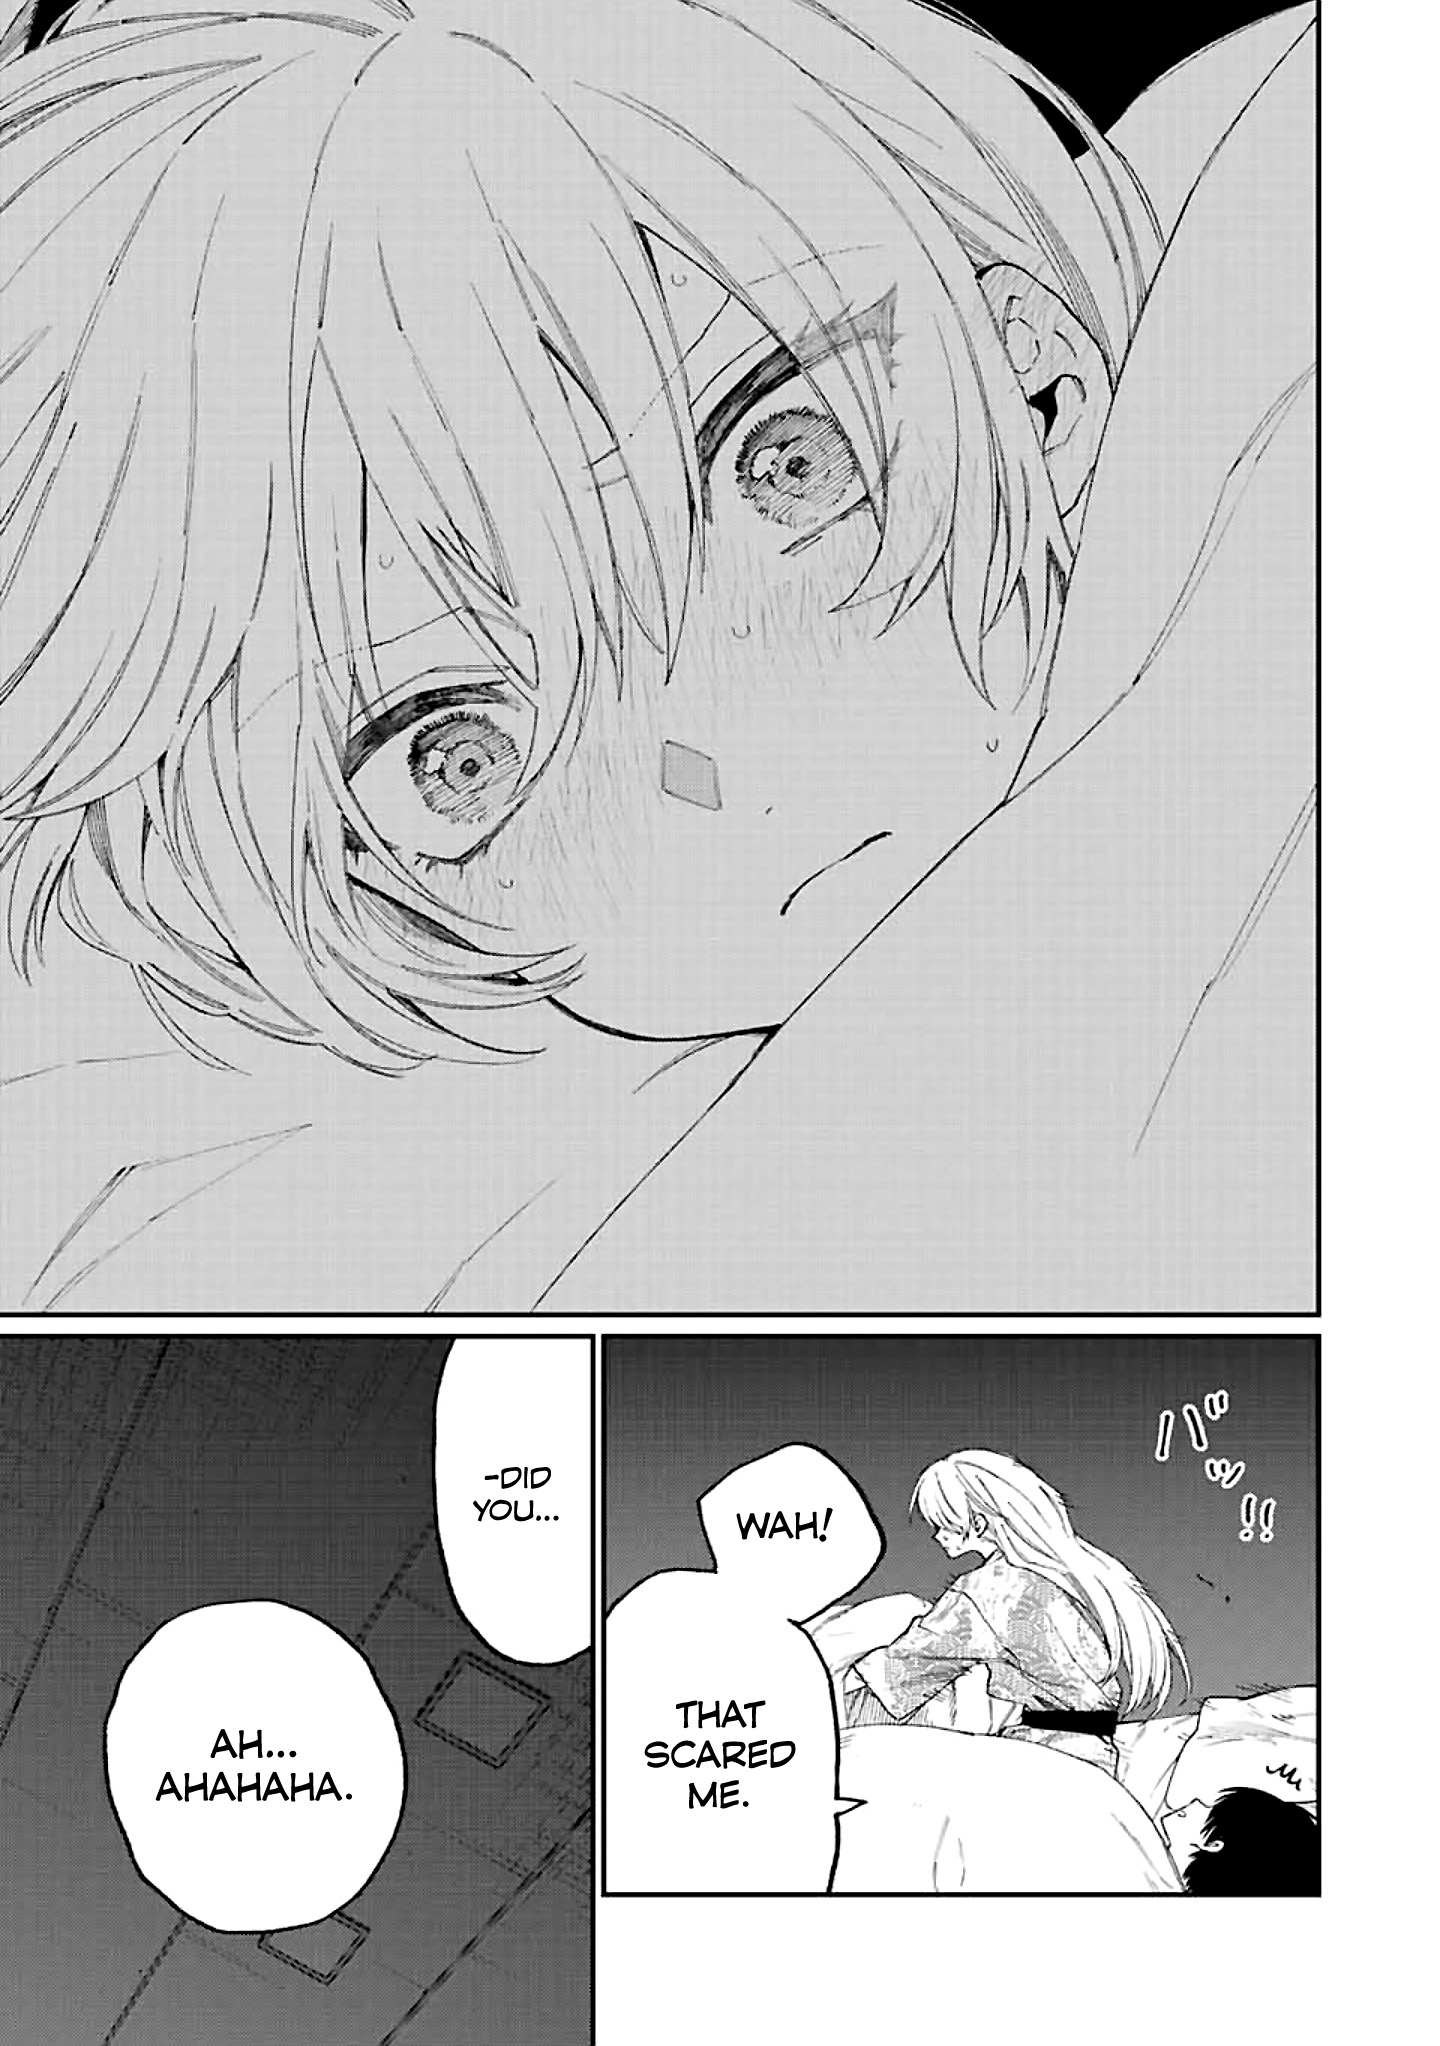 バッ!!
WAH!
THAT
SCARED
ME.
-DID
YOU...
AH...
AHAHAHA.